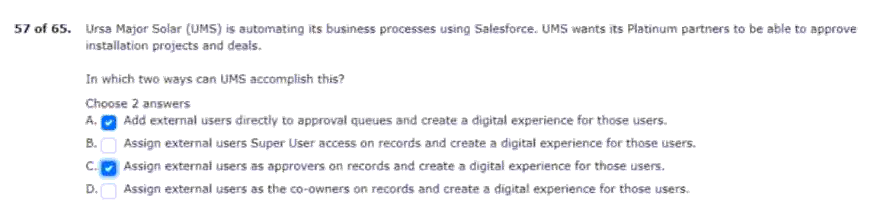 57 of 65. Ursa Major Solar (UMS) is automating its business processes using Salesforce. UMS wants its Platinum partners to be able to approve
installation projects and deals.
In which two ways can UMS accomplish this?
Choose 2 answers
A. Add external users directly to approval queues and create a digital experience for those users.
B. Assign external users Super User access on records and create a digital experience for those users.
C. Assign external users as approvers on records and create a digital experience for those users.
D. Assign external users as the co-owners on records and create a digital experience for those users.